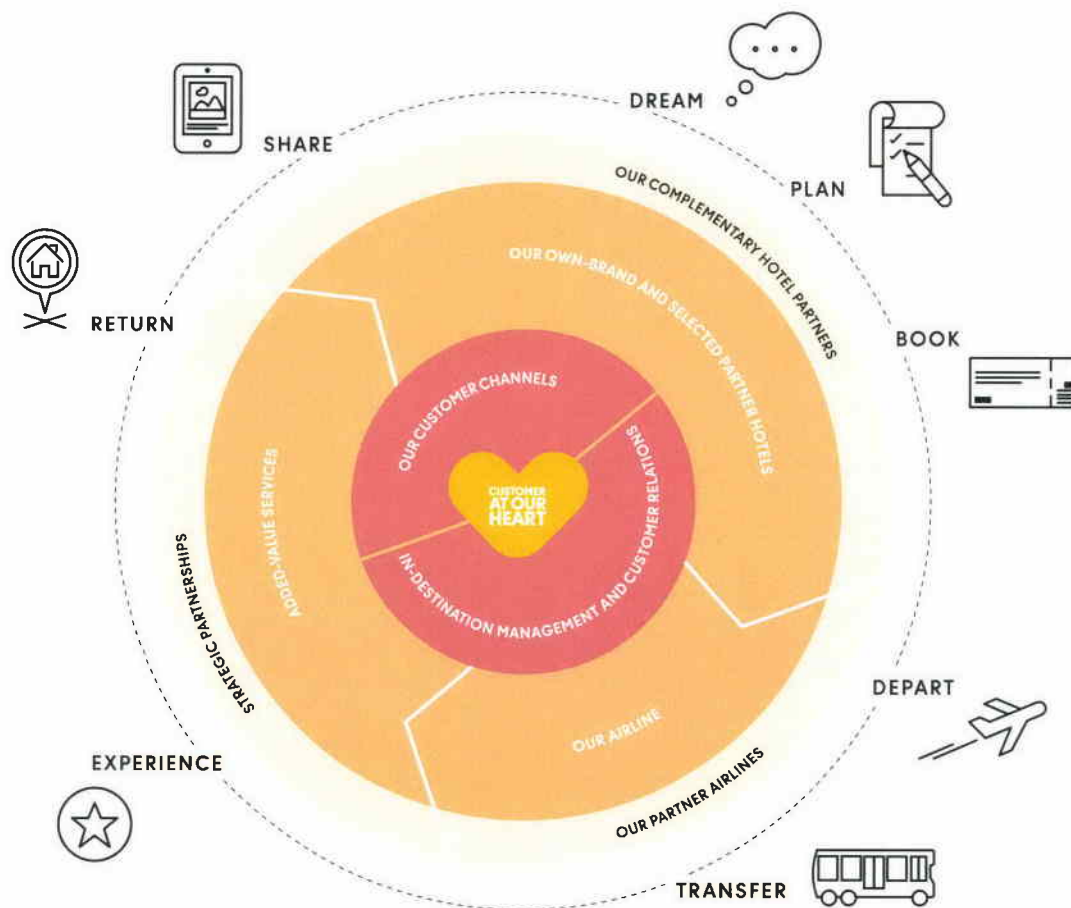 DREAM
PLAN
BOOK
DEPART
TRANSFER
EXPERIENCE
RETURN
SHARE
OUR COMPLEMENTARY HOTEL PARTNERS
OUR PARTNER AIRLINES
STRATEGIC PARTNERSHIPS
OUR OWN-BRAND AND SELECTED PARTNER HOTELS
OUR AIRLINE
ADDED-VALUE SERVICES
OUR CUSTOMER CHANNELS
IN-DESTINATION MANAGEMENT AND CUSTOMER RELATIONS
CUSTOMER
AT OUR
HEART